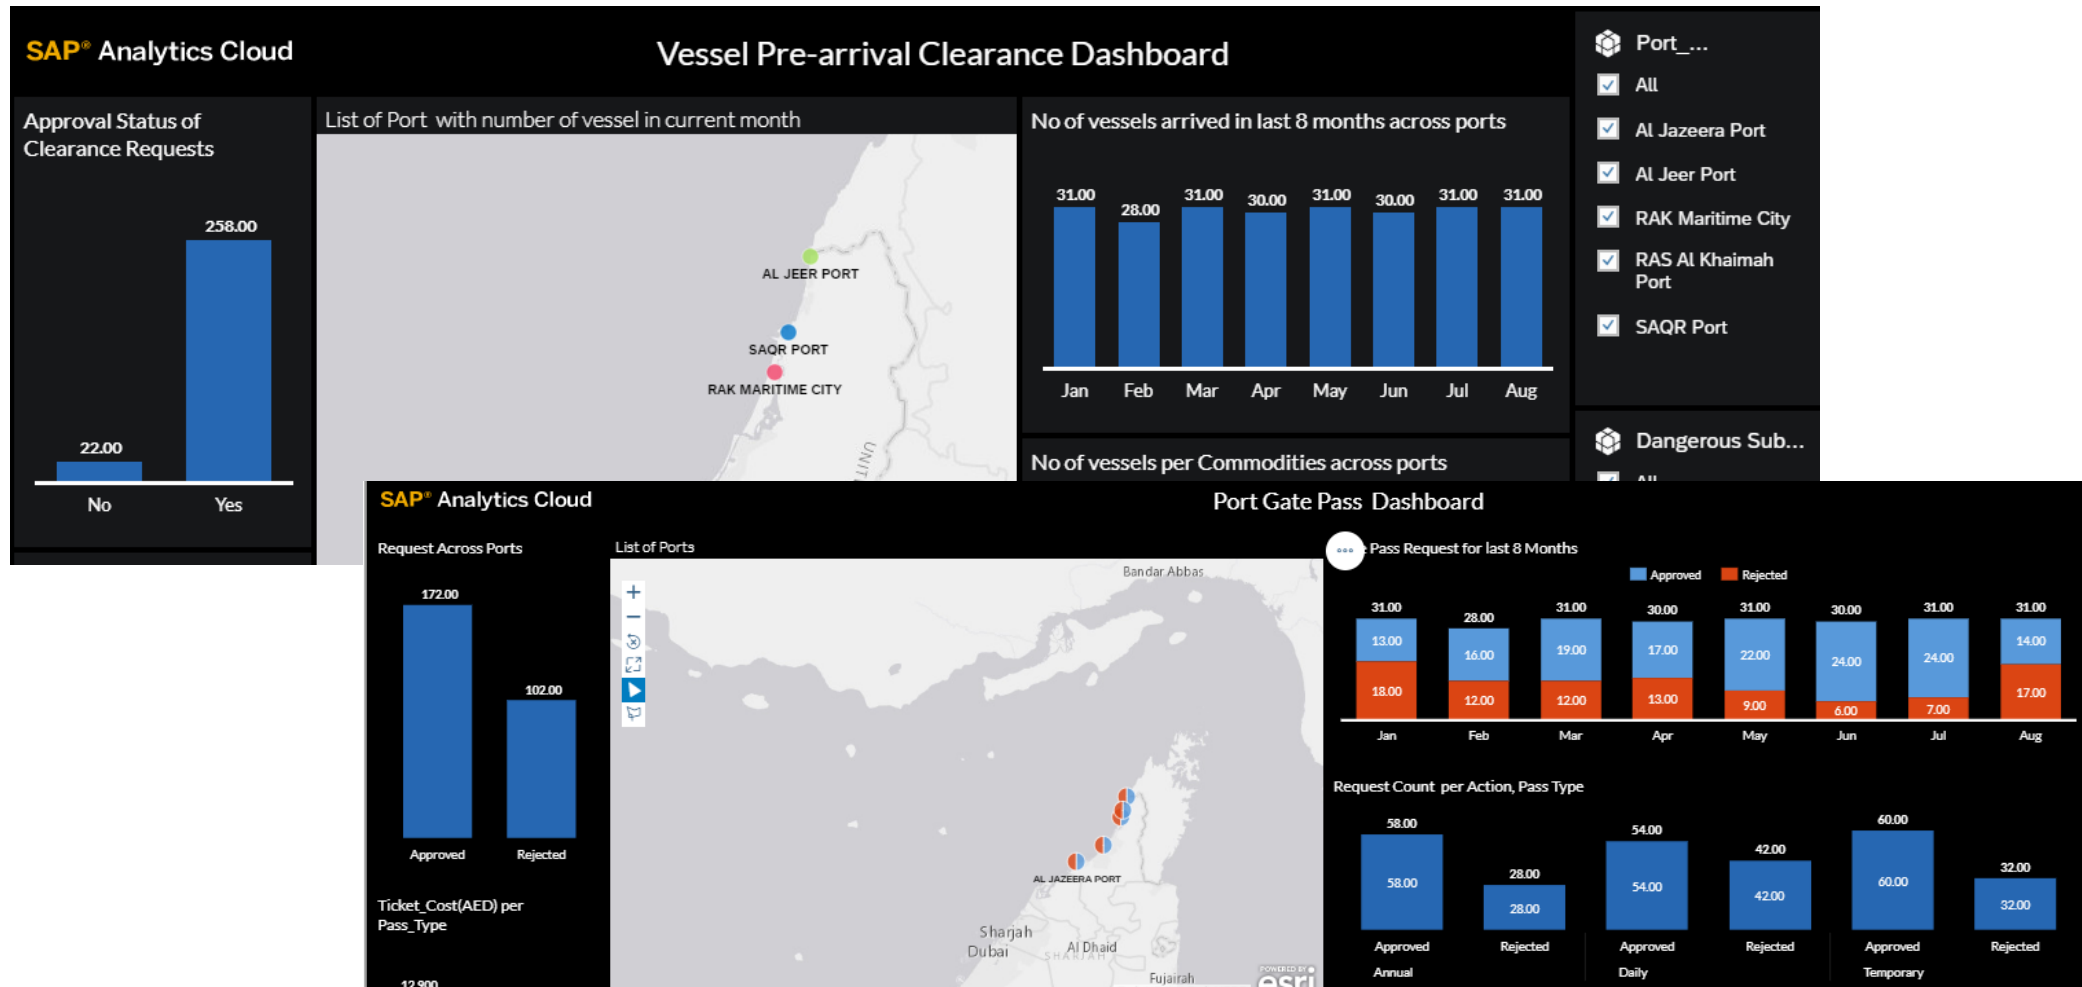 SAP® Analytics Cloud
Vessel Pre-arrival Clearance Dashboard
Approval Status of
Clearance Requests
258.00
22.00
No
Yes
List of Port with number of vessel in current month
AL JEER PORT
SAQR PORT
RAK MARITIME CITY
No of vessels arrived in last 8 months across ports
31.00 28.00 31.00 30.00 31.00 30.00 31.00 31.00
Jan Feb Mar Apr May Jun Jul Aug
No of vessels per Commodities across ports
Port_...
All
Al Jazeera Port
Al Jeer Port
RAK Maritime City
RAS Al Khaimah
Port
SAQR Port
Dangerous Sub...
SAP® Analytics Cloud
Port Gate Pass Dashboard
Request Across Ports
172.00
102.00
Approved Rejected
Ticket_Cost(AED) per
Pass_Type
12,900
List of Ports
Bandar Abbas
AL JAZEERA PORT
Sharjah
Dubai
Al Dhaid
SHARJAH
Fujairah
POWERED BY
esri
Pass Request for last 8 Months
Approved Rejected
31.00 28.00 31.00 30.00 31.00 30.00 31.00 31.00
13.00 16.00 19.00 17.00 22.00 24.00 24.00 14.00
18.00 12.00 12.00 13.00 9.00 6.00 7.00 17.00
Jan Feb Mar Apr May Jun Jul Aug
Request Count per Action, Pass Type
58.00 28.00 54.00 42.00 60.00 32.00
58.00 28.00 54.00 42.00 60.00 32.00
Approved Rejected Approved Rejected Approved Rejected
Annual Daily Temporary